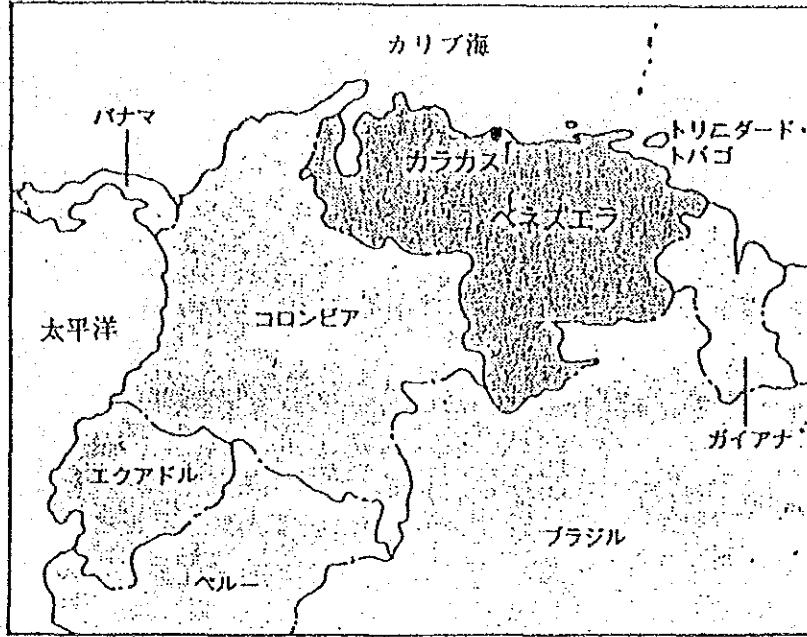 カリブ海
パナマ
トリニダード・
トバゴ
カラカス
ベネズエラ
太平洋
コロンビア
エクアドル
ガイアナ・
ブラジル
ペルー